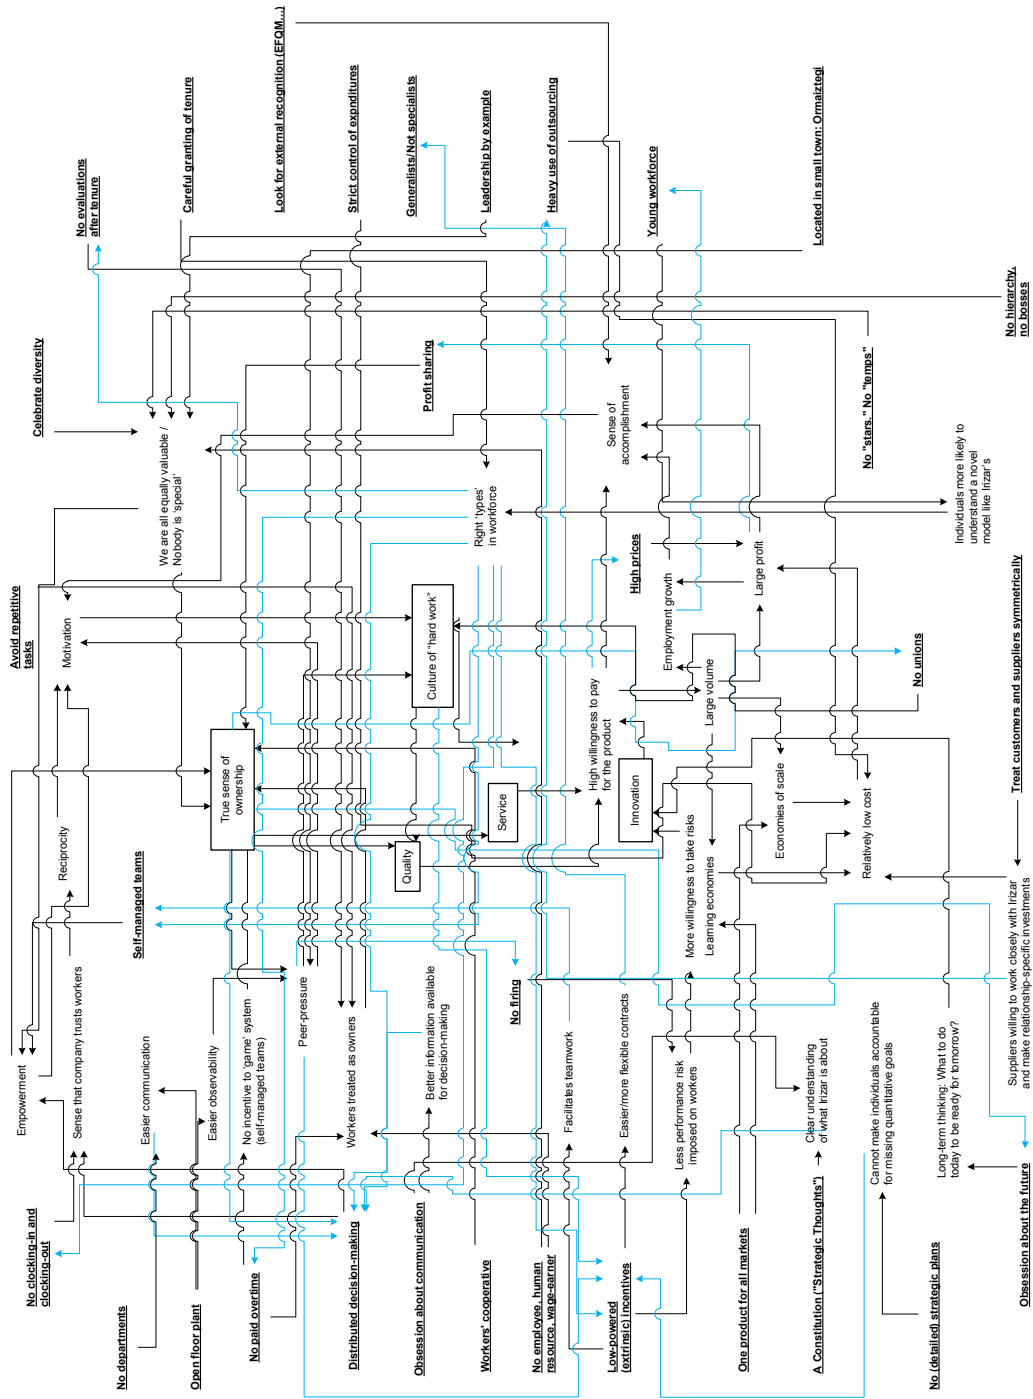 No clocking-in and
clocking-out
Empowerment
Avoid repetitive
tasks
Celebrate diversity
No evaluations
after tenure
Sense that company trusts workers
Reciprocity
Motivation
No departments
Easier communication
Self-managed teams
We are all equally valuable /
Nobody is 'special'
Careful granting of tenure
Open floor plant
Easier observability
True sense of
ownership
No paid overtime
No incentive to 'game' system
(self-managed teams)
Look for external recognition (EFQM...)
Peer-pressure
Distributed decision-making
Workers treated as owners
Strict control of expnditures
Obsession about communication
Better information available
for decision-making
Quality
Culture of "hard work"
Profit sharing
Generalists/Not specialists
Workers' cooperative
Service
Right 'types'
in workforce
Leadership by example
No employee, human
resource, wage-earner
No firing
Facilitates teamwork
Heavy use of outsourcing
Low-powered
(extrinsic) incentives
Easier/more flexible contracts
High willingness to pay
for the product
Sense of
accomplishment
Less performance risk
imposed on workers
Innovation
High prices
Young workforce
More willingness to take risks
Learning economies
Large volume
Employment growth
One product for all markets
Economies of scale
Large profit
A Constitution ("Strategic Thoughts")
Clear understanding
of what Irizar is about
Located in small town: Ormaiztegi
Cannot make individuals accountable
for missing quantitative goals
Relatively low cost
No "stars." No "temps"
No (detailed) strategic plans
Long-term thinking: What to do
today to be ready for tomorrow?
No unions
Individuals more likely to
understand a novel
model like Irizar's
Obsession about the future
Suppliers willing to work closely with Irizar
and make relationship-specific investments
Treat customers and suppliers symmetrically
No hierarchy,
no bosses